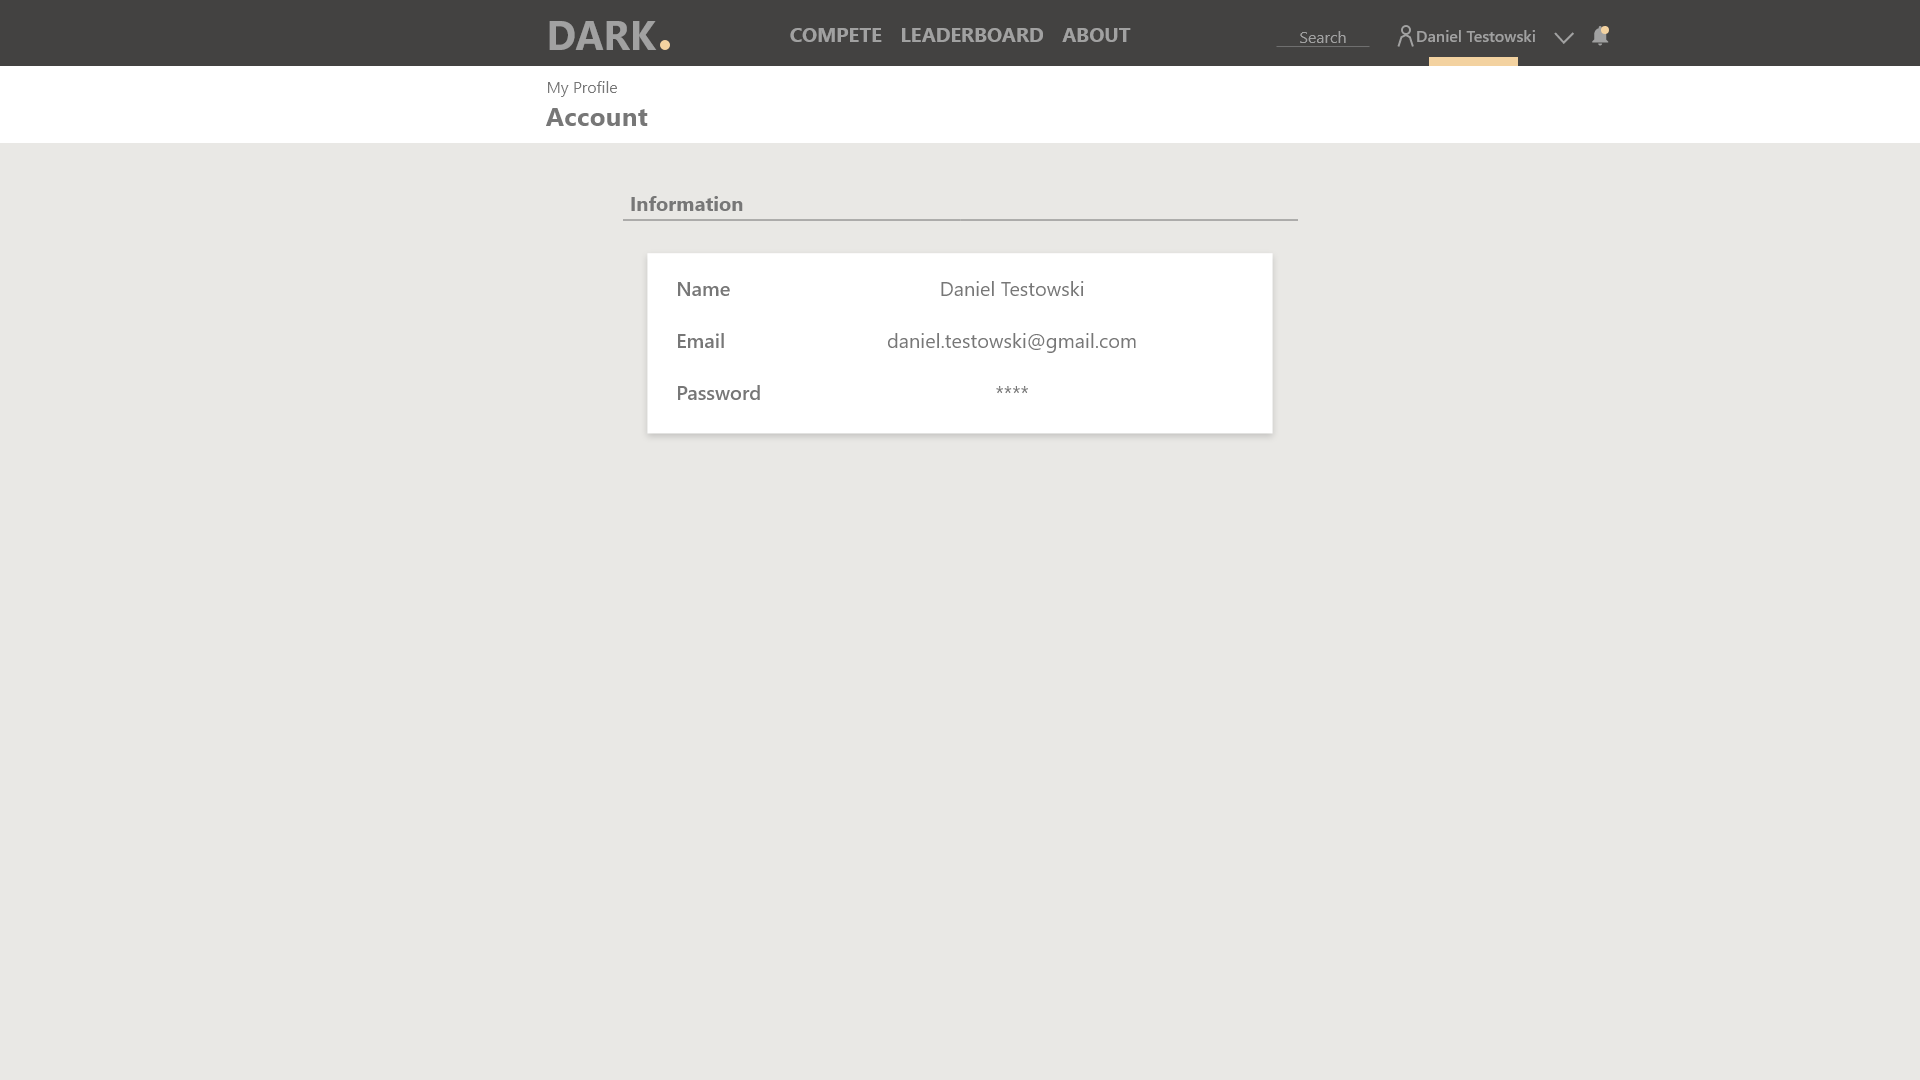 DARK.
COMPETE LEADERBOARD ABOUT
Search
Daniel Testowski
My Profile
Account
Information
Name Daniel Testowski
Email daniel.testowski@gmail.com
Password ****